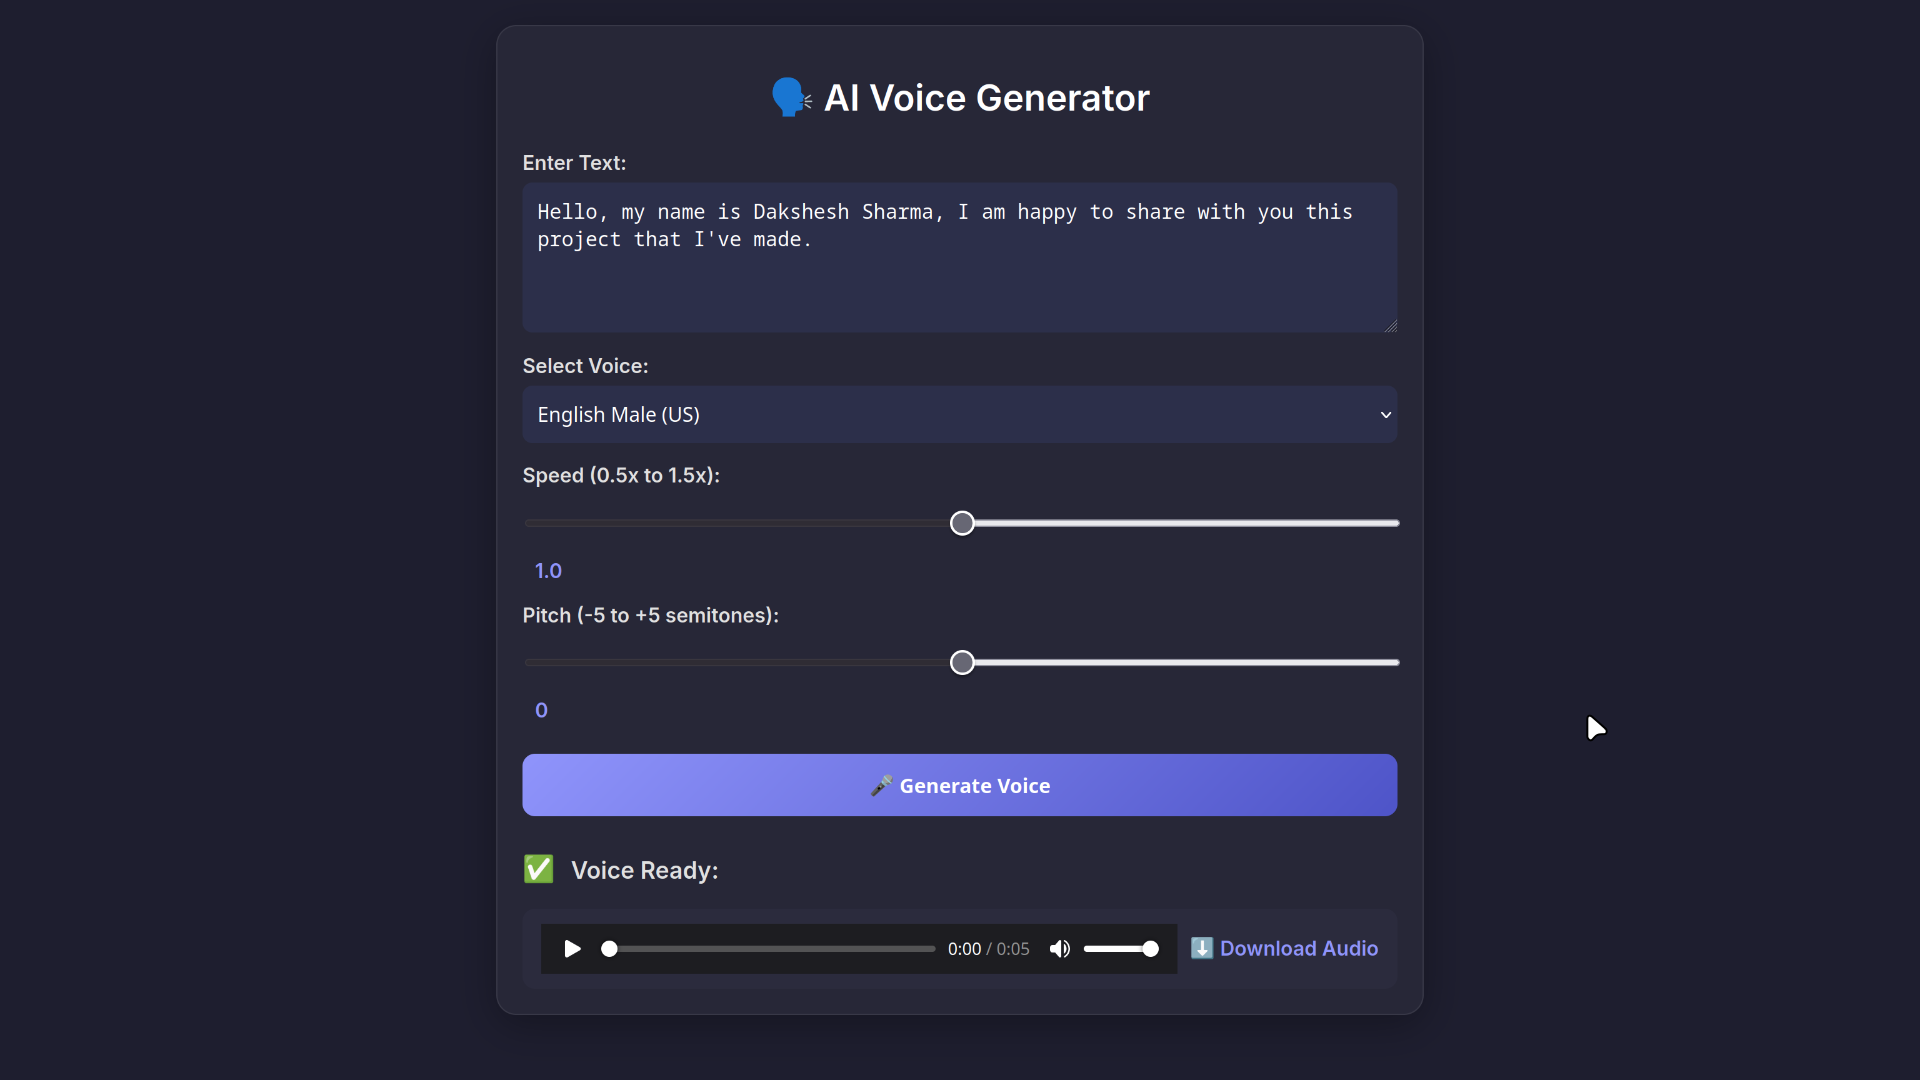 🗣️ AI Voice Generator
Enter Text:
Hello, my name is Dakshesh Sharma, I am happy to share with you this
project that I've made.
Select Voice:
English Male (US)
Speed (0.5x to 1.5x):
1.0
Pitch (-5 to +5 semitones):
0
🎤 Generate Voice
✅ Voice Ready:
0:00 / 0:05 ⬇️ Download Audio